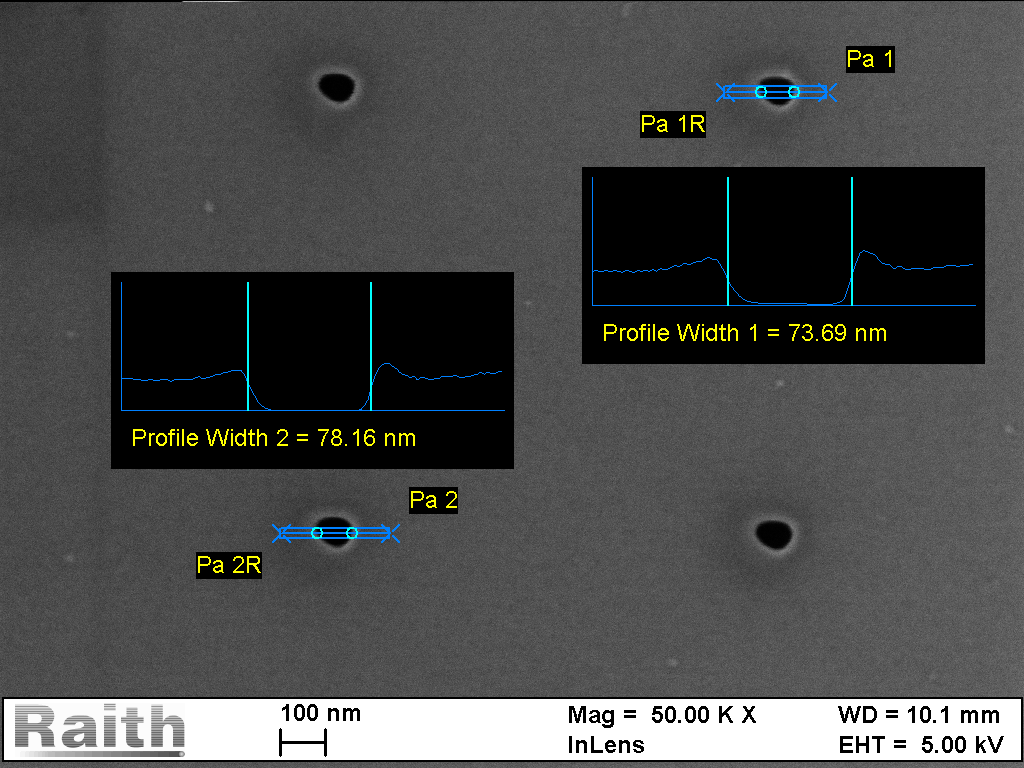 Pa 1
Pa 1R
Profile Width 1 = 73.69 nm
Profile Width 2 = 78.16 nm
Pa 2
Pa 2R
Raith
100 nm
Mag = 50.00 K X
InLens
WD = 10.1 mm
EHT = 5.00 kV